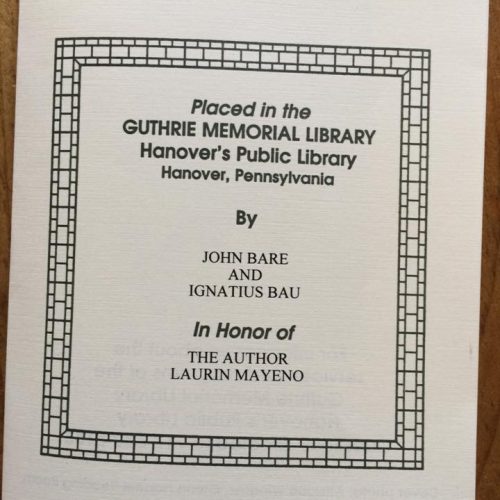 Placed in the
GUTHRIE MEMORIAL LIBRARY
Hanover's Public Library
Hanover, Pennsylvania
By
JOHN BARE
AND
IGNATIUS BAU
In Honor of
THE AUTHOR
LAURIN MAYENO